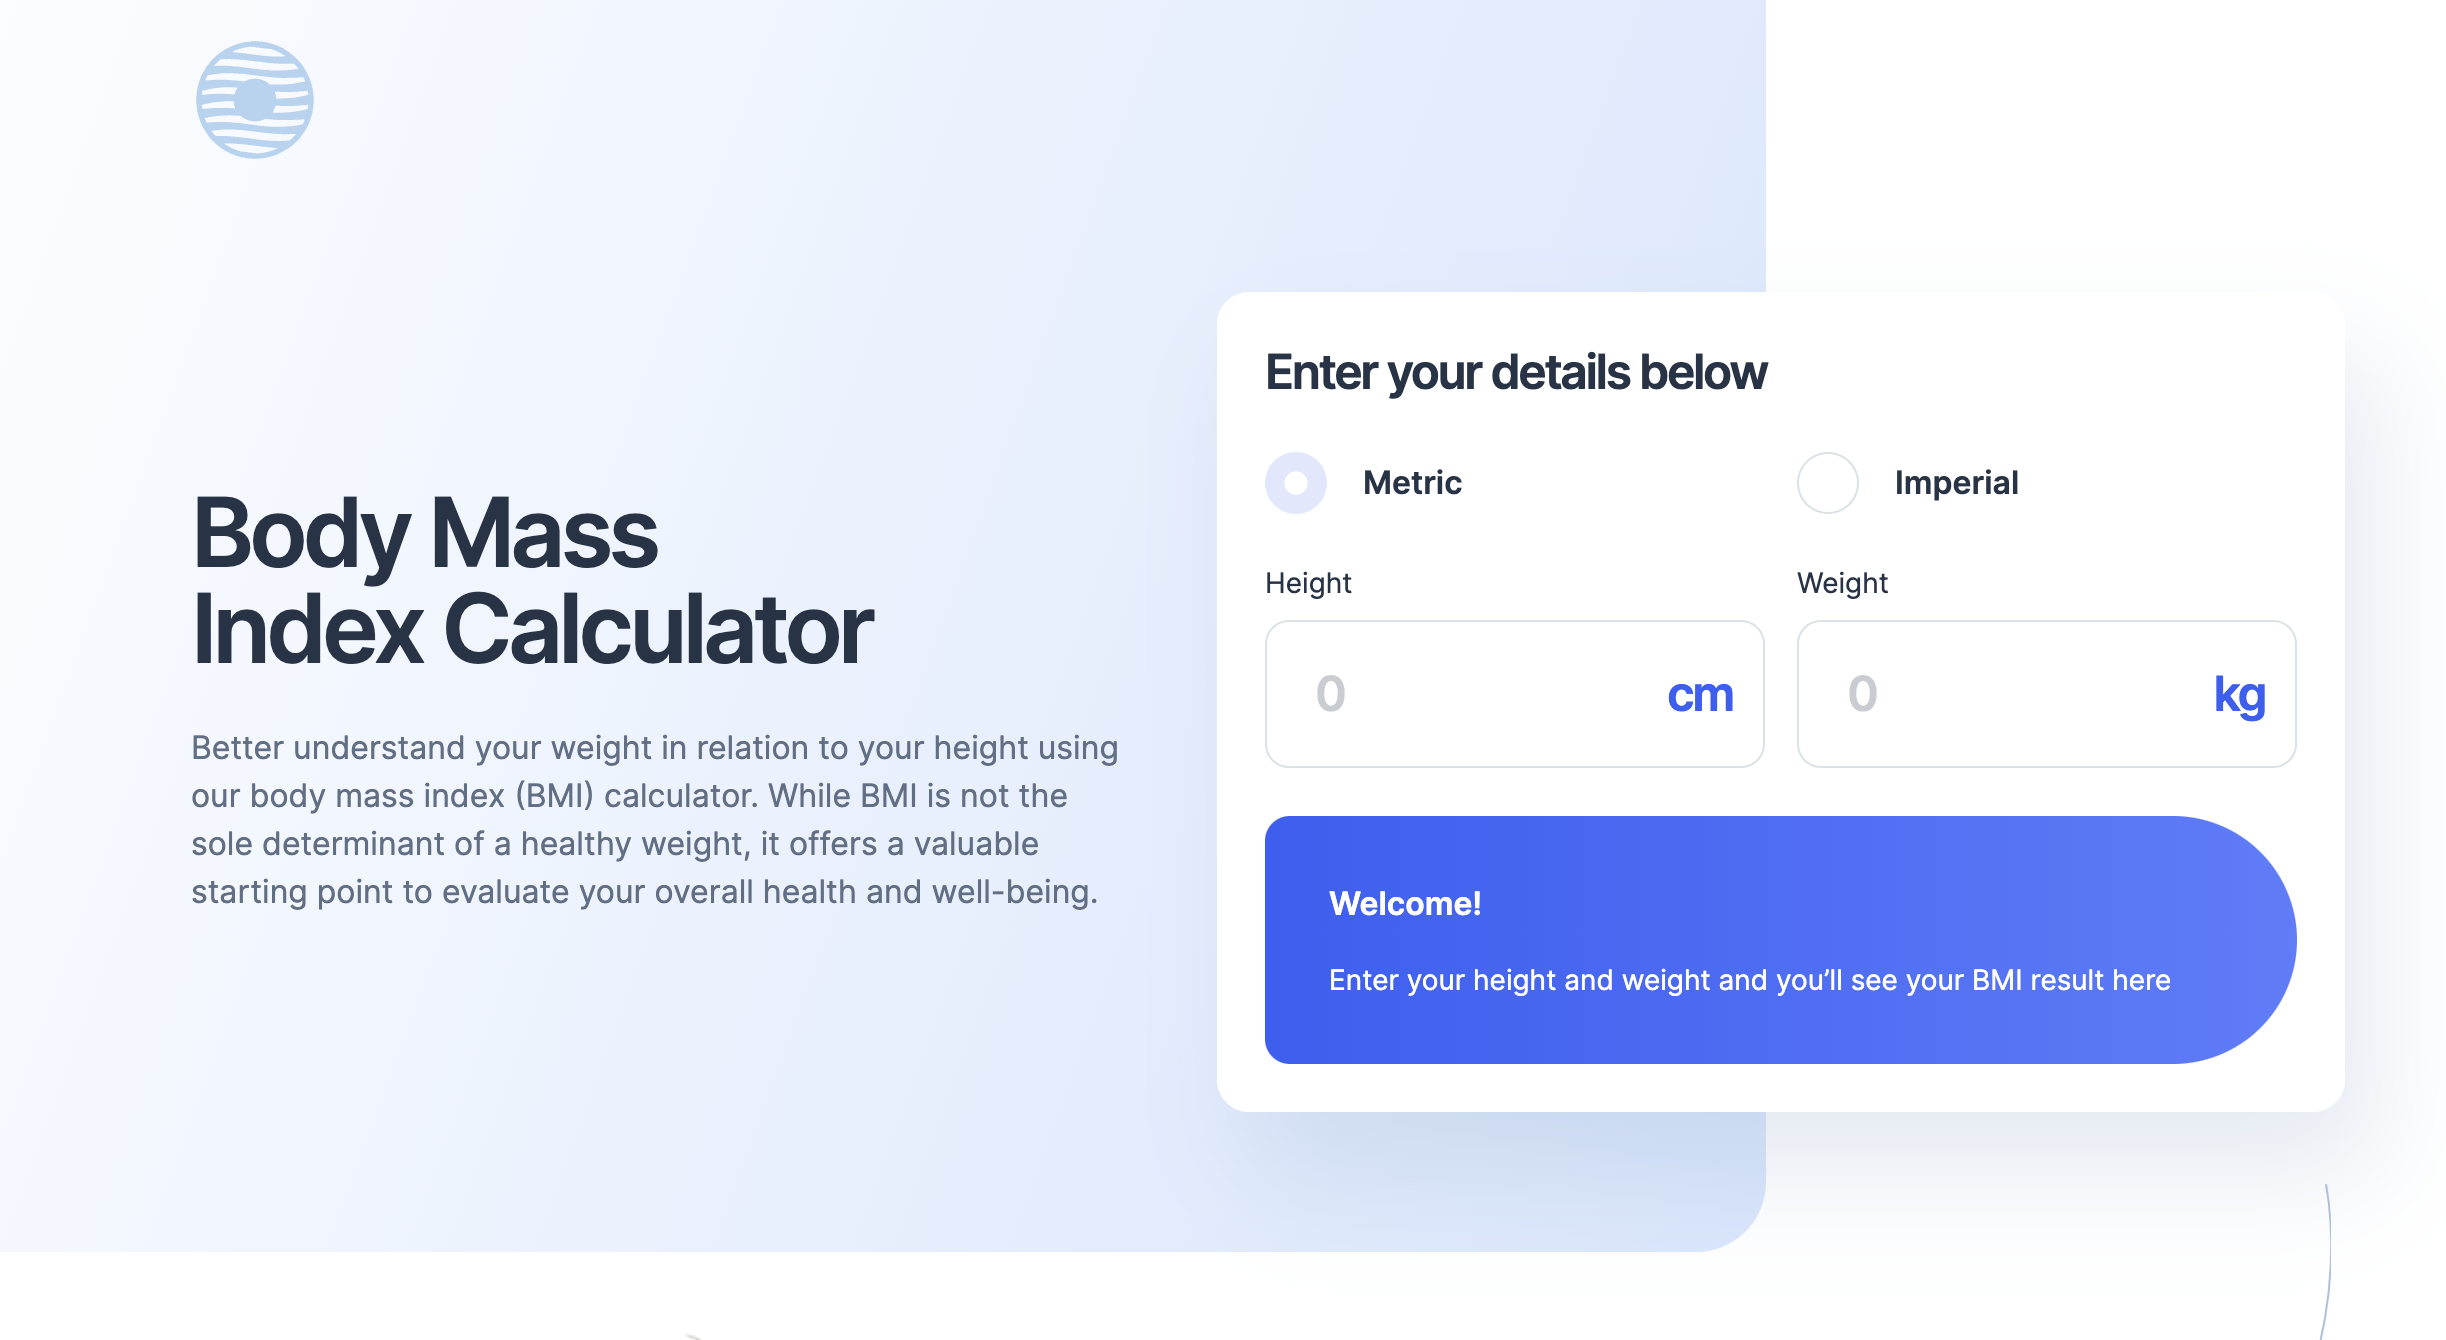 Body Mass
Index Calculator
Better understand your weight in relation to your height using
our body mass index (BMI) calculator. While BMI is not the
sole determinant of a healthy weight, it offers a valuable
starting point to evaluate your overall health and well-being.
Enter your details below
Metric
Imperial
Height
Weight
0 cm
0 kg
Welcome!
Enter your height and weight and you’ll see your BMI result here